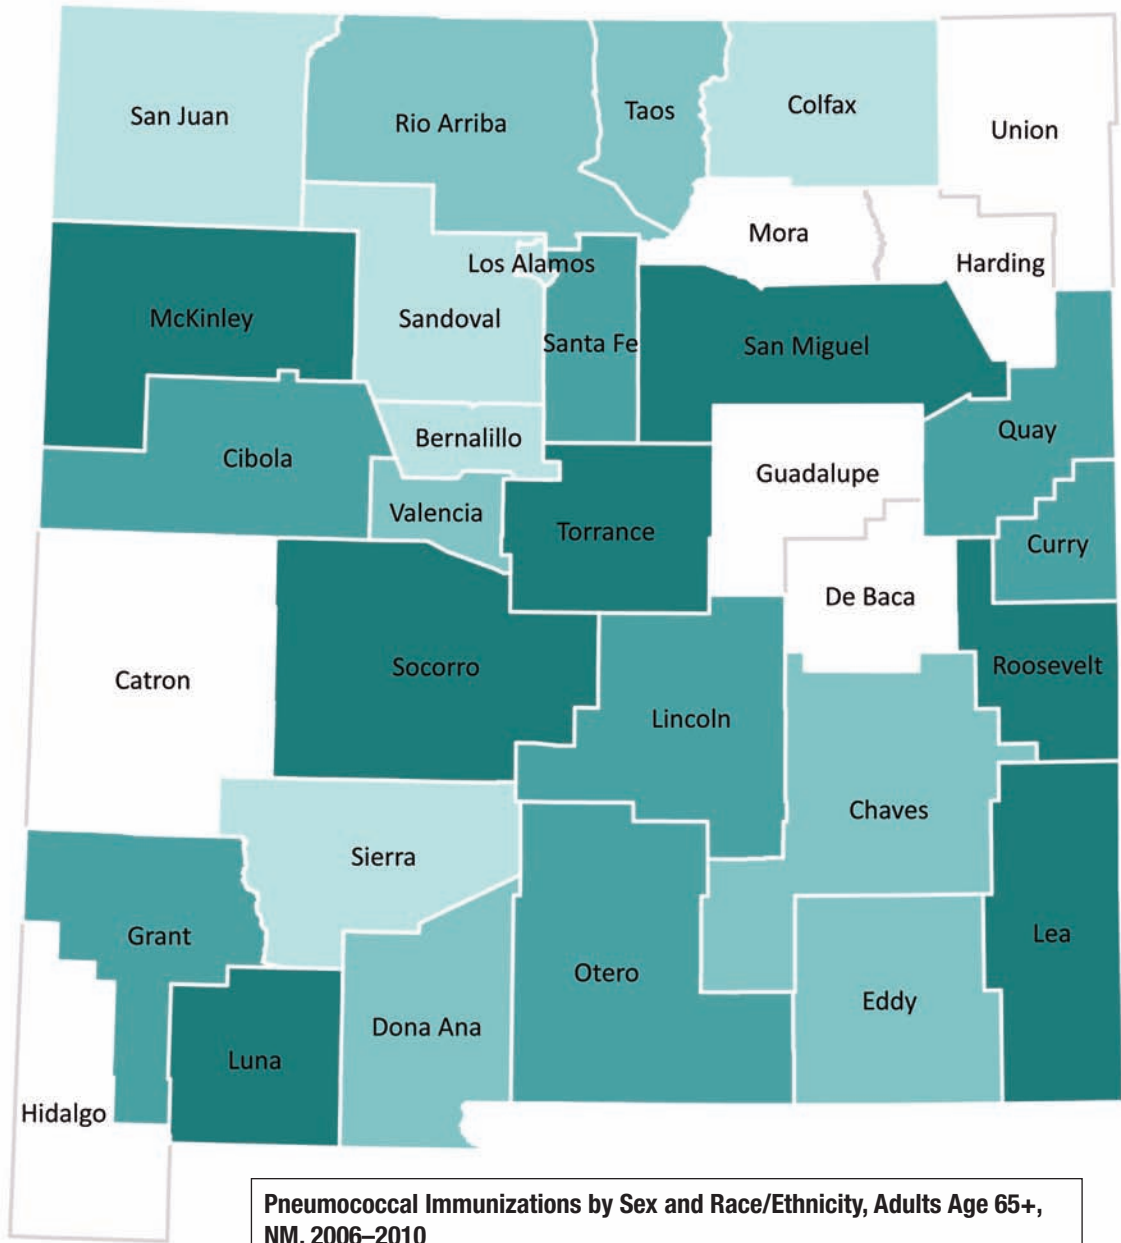 San Juan
Rio Arriba
Taos
Colfax
Union
Mora
Harding
Los Alamos
McKinley
Sandoval
Santa Fe
San Miguel
Quay
Bernalillo
Cibola
Guadalupe
Valencia
Torrance
Curry
De Baca
Catron
Socorro
Roosevelt
Lincoln
Chaves
Sierra
Grant
Lea
Otero
Eddy
Dona Ana
Luna
Hidalgo
Pneumococcal Immunizations by Sex and Race/Ethnicity, Adults Age 65+,
NM, 2006–2010